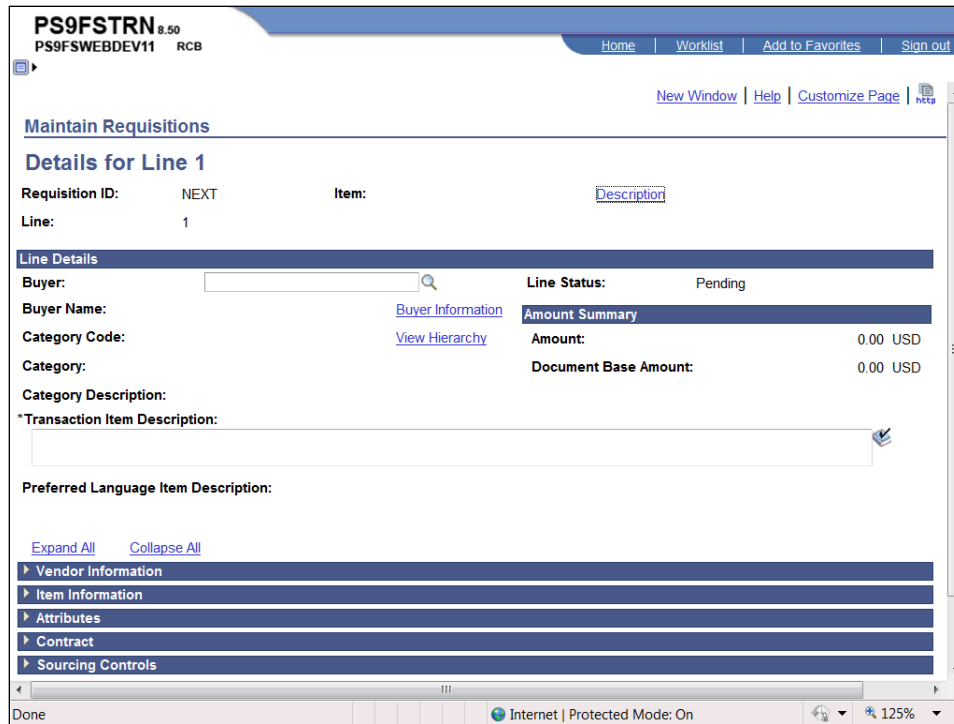 PS9FSTRN 8.50
PS9FSWEBDEV11 RCB
Home | Worklist | Add to Favorites | Sign out
New Window | Help | Customize Page | http
Maintain Requisitions
Details for Line 1
Requisition ID: NEXT Item: Description
Line: 1
Line Details
Buyer: Line Status: Pending
Buyer Name: Buyer Information Amount Summary
Category Code: View Hierarchy Amount: 0.00 USD
Category: Document Base Amount: 0.00 USD
Category Description:
*Transaction Item Description:
Preferred Language Item Description:
Expand All Collapse All
Vendor Information
Item Information
Attributes
Contract
Sourcing Controls
Done Internet | Protected Mode: On 125%